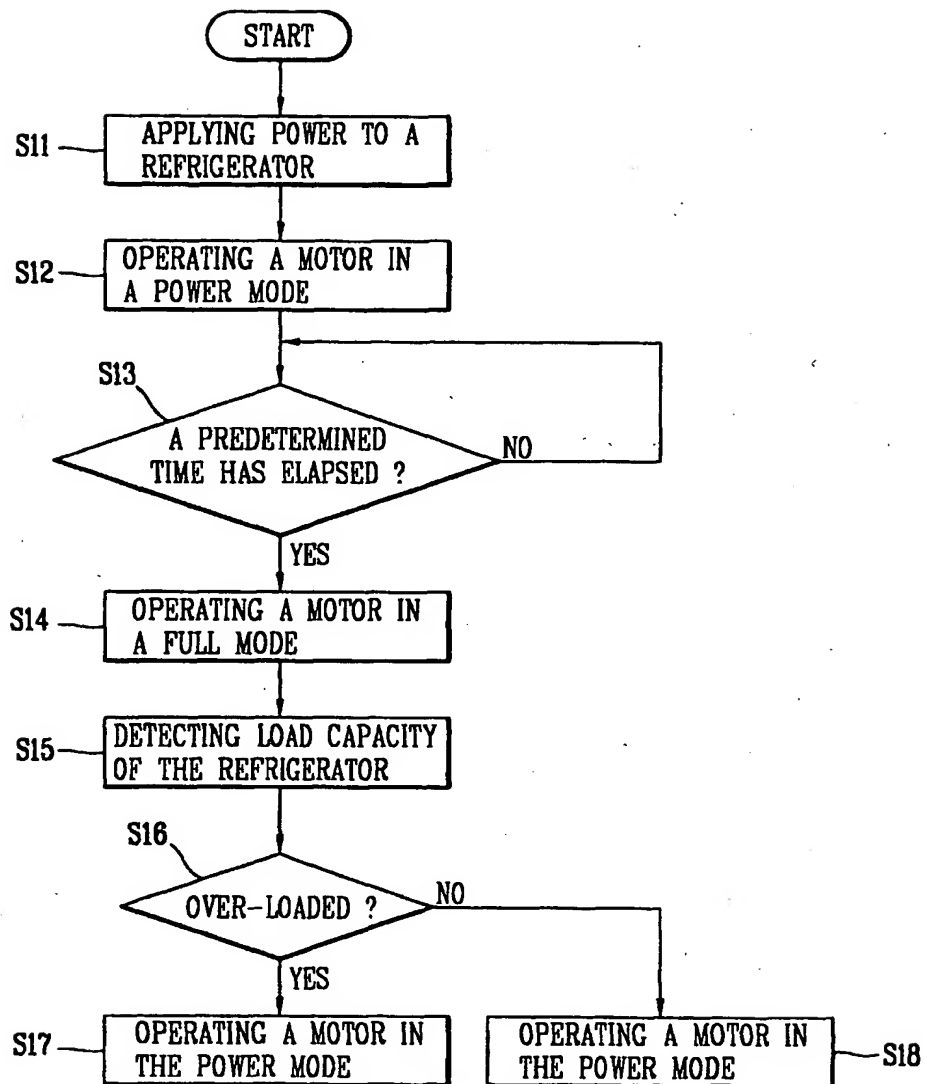 START
S11
APPLYING POWER TO A
REFRIGERATOR
S12
OPERATING A MOTOR IN
A POWER MODE
S13
A PREDETERMINED
TIME HAS ELAPSED ?
NO
YES
S14
OPERATING A MOTOR IN
A FULL MODE
S15
DETECTING LOAD CAPACITY
OF THE REFRIGERATOR
S16
OVER-LOADED ?
NO
YES
S17
OPERATING A MOTOR IN
THE POWER MODE
OPERATING A MOTOR IN
THE POWER MODE
S18